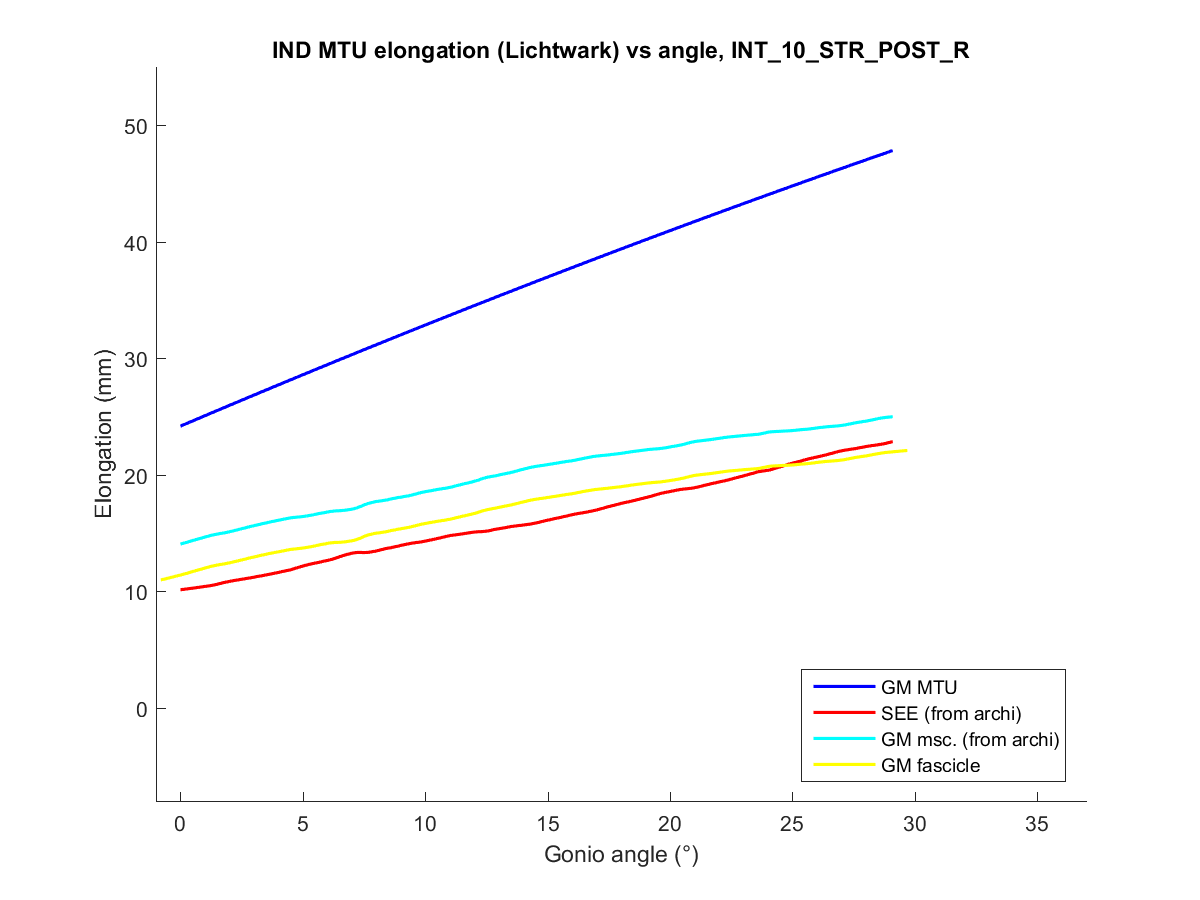 IND MTU elongation (Lichtwark) vs angle, INT_10_STR_POST_R
Elongation (mm)
50
40
30
20
10
0
GM MTU
SEE (from archi)
GM msc. (from archi)
GM fascicle
0 5 10 15 20 25 30 35
Gonio angle (°)